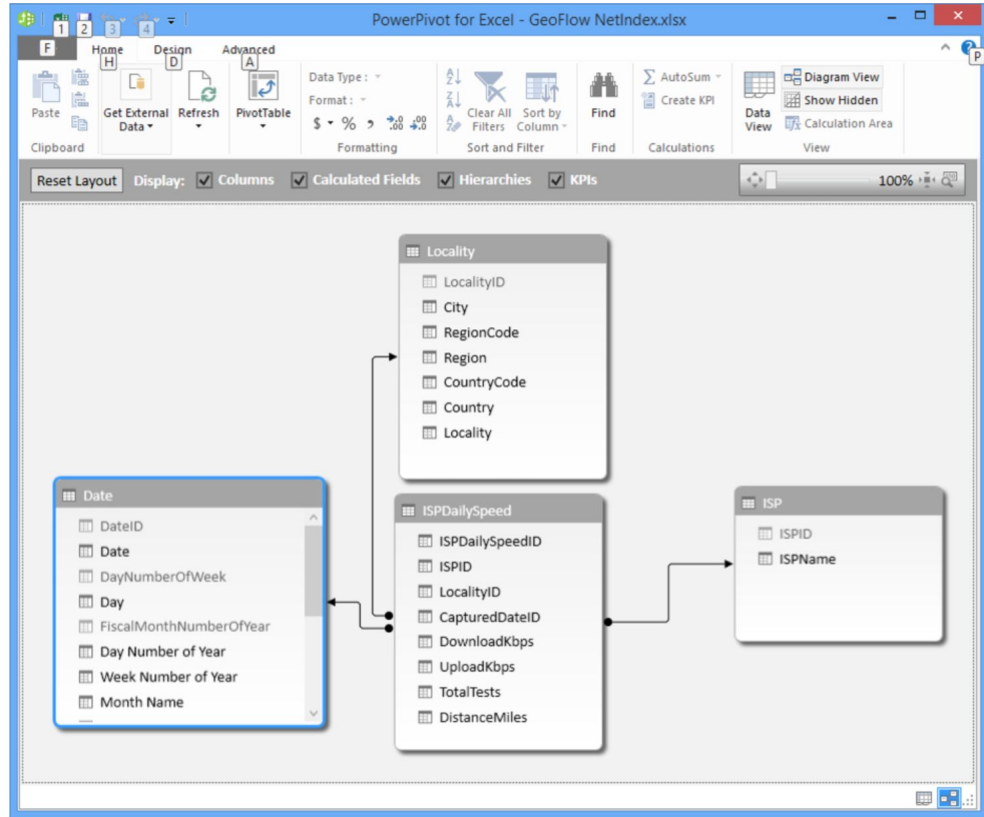 PowerPivot for Excel - GeoFlow NetIndex.xlsx
1 2 3 4
F Home Design Advanced
H D A P
Paste
Get External Data
Refresh
PivotTable
Data Type :
Format :
$ % , .00 .00
Clear All Filters
Sort by Column
Find
AutoSum
Create KPI
Data View
Diagram View
Show Hidden
Calculation Area
Clipboard Formatting Sort and Filter Find Calculations View
Reset Layout Display: Columns Calculated Fields Hierarchies KPIs 100%
Locality
LocalityID
City
RegionCode
Region
CountryCode
Country
Locality
Date
DateID
Date
DayNumberOfWeek
Day
FiscalMonthNumberOfYear
Day Number of Year
Week Number of Year
Month Name
ISPDailySpeed
ISPDailySpeedID
ISPID
LocalityID
CapturedDateID
DownloadKbps
UploadKbps
TotalTests
DistanceMiles
ISP
ISPID
ISPName